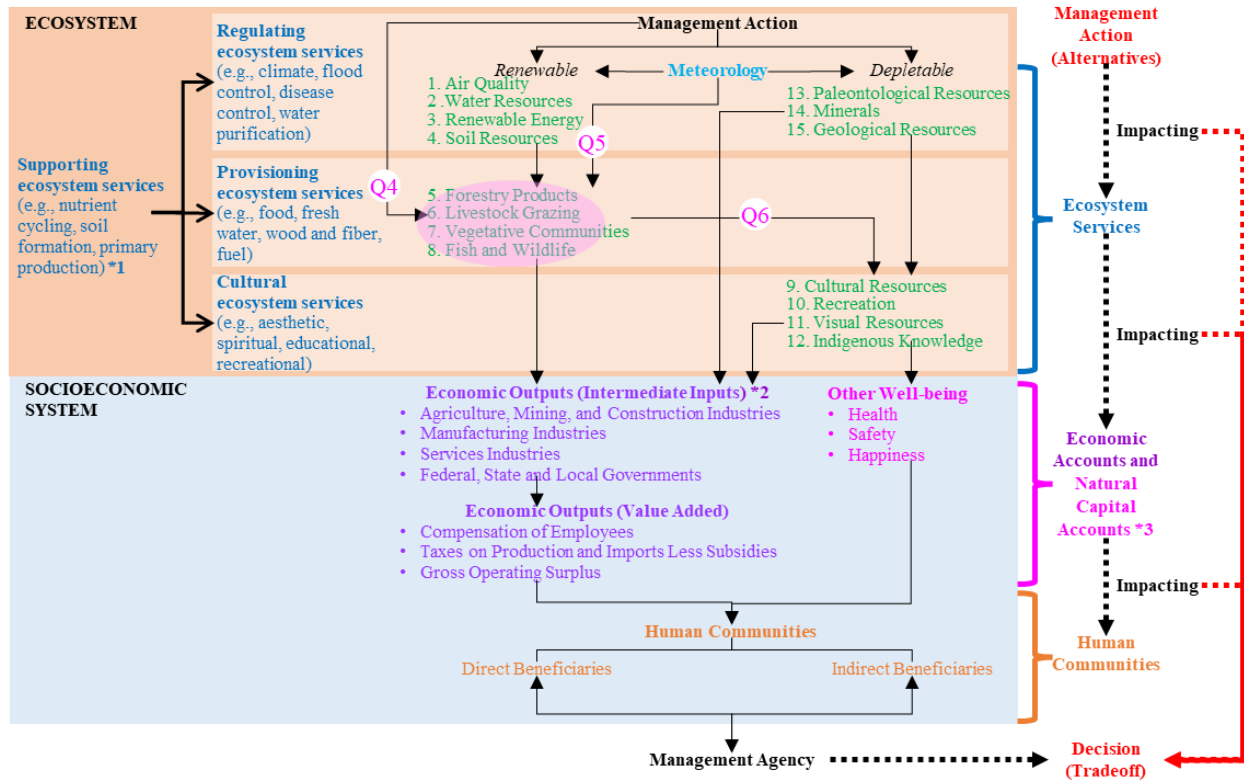 ECOSYSTEM
Regulating
ecosystem services
(e.g., climate, flood
control, disease
control, water
purification)
Supporting
ecosystem services
(e.g., nutrient
cycling, soil
formation, primary
production) *1
Provisioning
ecosystem services
(e.g., food, fresh
water, wood and fiber,
fuel)
Cultural
ecosystem services
(e.g., aesthetic,
spiritual, educational,
recreational)
Management Action
Renewable
Meteorology
Depletable
1. Air Quality
2. Water Resources
3. Renewable Energy
4. Soil Resources
13. Paleontological Resources
14. Minerals
15. Geological Resources
Q5
Q4
5. Forestry Products
6. Livestock Grazing
7. Vegetative Communities
8. Fish and Wildlife
Q6
9. Cultural Resources
10. Recreation
11. Visual Resources
12. Indigenous Knowledge
SOCIOECONOMIC
SYSTEM
Economic Outputs (Intermediate Inputs) *2
• Agriculture, Mining, and Construction Industries
• Manufacturing Industries
• Services Industries
• Federal, State and Local Governments
Other Well-being
• Health
• Safety
• Happiness
Economic Outputs (Value Added)
• Compensation of Employees
• Taxes on Production and Imports Less Subsidies
• Gross Operating Surplus
Human Communities
Direct Beneficiaries
Indirect Beneficiaries
Management Agency
Management
Action
(Alternatives)
Impacting
Ecosystem
Services
Impacting
Economic
Accounts and
Natural
Capital
Accounts *3
Impacting
Human
Communities
Decision
(Tradeoff)